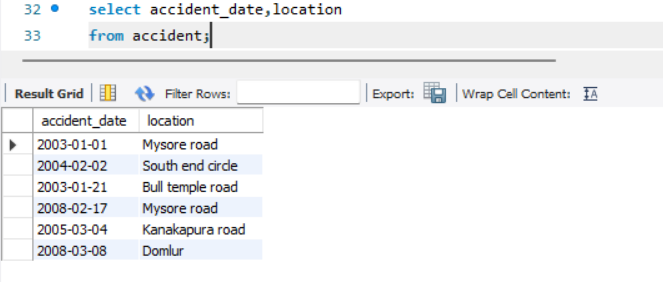 32 select accident_date,location
33 from accident;
Result Grid Filter Rows: Export: Wrap Cell Content: IA
accident_date location
2003-01-01 Mysore road
2004-02-02 South end circle
2003-01-21 Bull temple road
2008-02-17 Mysore road
2005-03-04 Kanakapura road
2008-03-08 Domlur